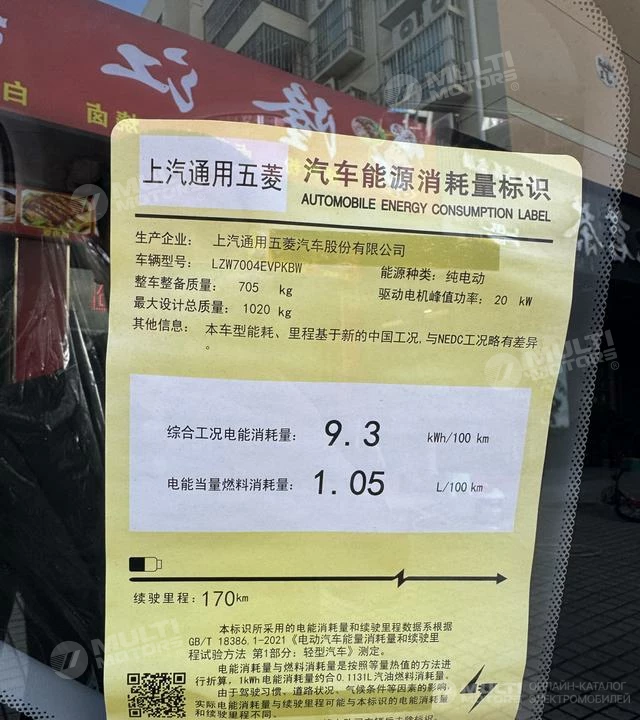 MULTI MOTORS®
白
烤卤
上汽通用五菱 汽车能源消耗量标识
AUTOMOBILE ENERGY CONSUMPTION LABEL
生产企业: 上汽通用五菱汽车股份有限公司
车辆型号: LZW7004EVPKBW 能源种类: 纯电动
整车整备质量: 705 kg 驱动电机峰值功率: 20 kW
最大设计总质量: 1020 kg
其他信息: 本车型能耗、里程基于新的中国工况,与NEDC工况略有差异
。
综合工况电能消耗量: 9.3 kWh/100 km
电能当量燃料消耗量: 1.05 L/100 km
续驶里程: 170km
本标识所采用的电能消耗量和续驶里程数据系根据
GB/T 18386.1-2021《电动汽车能量消耗量和续驶里
程试验方法 第1部分: 轻型汽车》测定。
电能消耗量与燃料消耗量是按照等量热值的方法进
行折算, 1kWh电能消耗量约合0.113L汽油燃料消耗量.
由于驾驶习惯、道路状况、气候条件等因素的影响,
实际电能消耗量与续驶里程可能与本标识的电能消耗量
和续驶里程不同。
ОНЛАЙН-КАТАЛОГ
ЭЛЕКТРОМОБИЛЕЙ